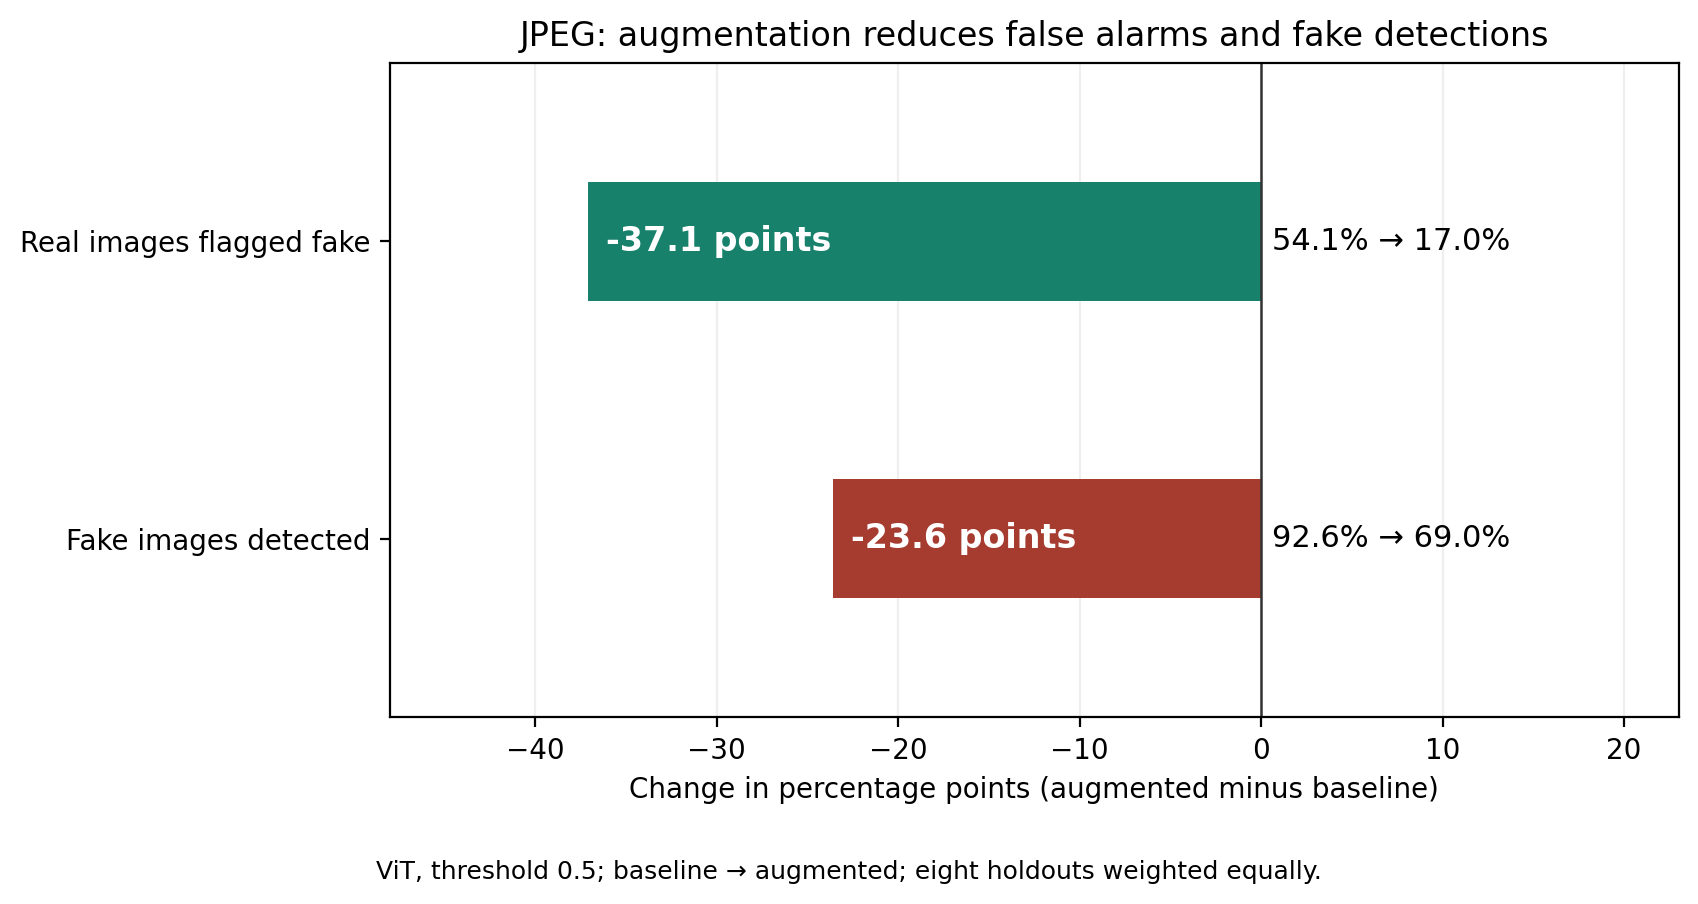 JPEG: augmentation reduces false alarms and fake detections
Real images flagged fake
-37.1 points
54.1% → 17.0%
Fake images detected
-23.6 points
92.6% → 69.0%
−40 −30 −20 −10 0 10 20
Change in percentage points (augmented minus baseline)
ViT, threshold 0.5; baseline → augmented; eight holdouts weighted equally.